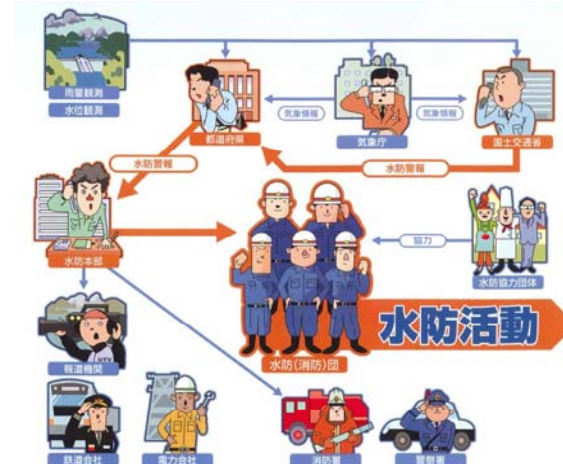 雨量観測
水位観測
都道府県
気象情報
気象庁
気象情報
国土交通省
水防警報
水防警報
水防本部
協力
水防協力団体
水防活動
水防(消防)団
報道機関
UTV
鉄道会社
電力会社
消防署
警察署